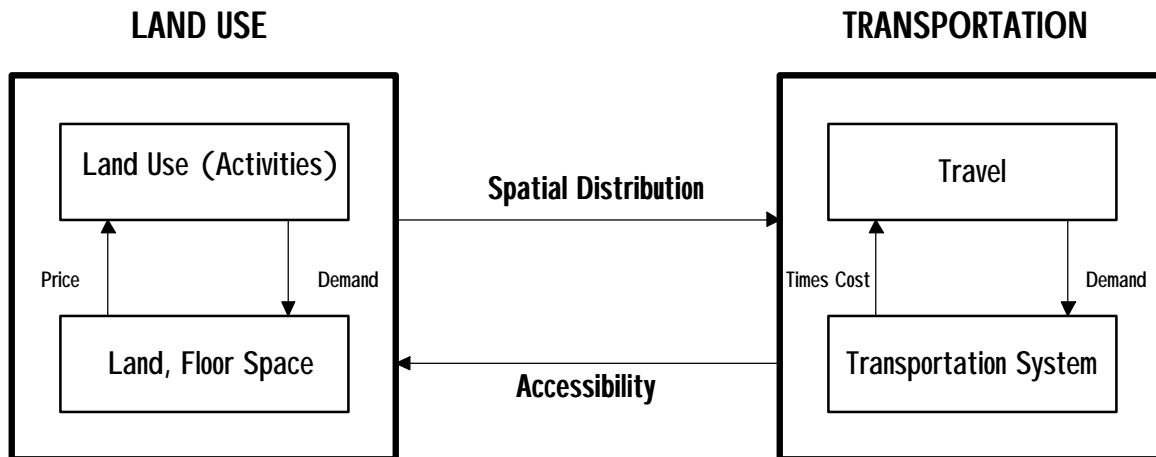 LAND USE
TRANSPORTATION
Land Use (Activities)
Price
Demand
Land, Floor Space
Spatial Distribution
Accessibility
Travel
Times Cost
Demand
Transportation System